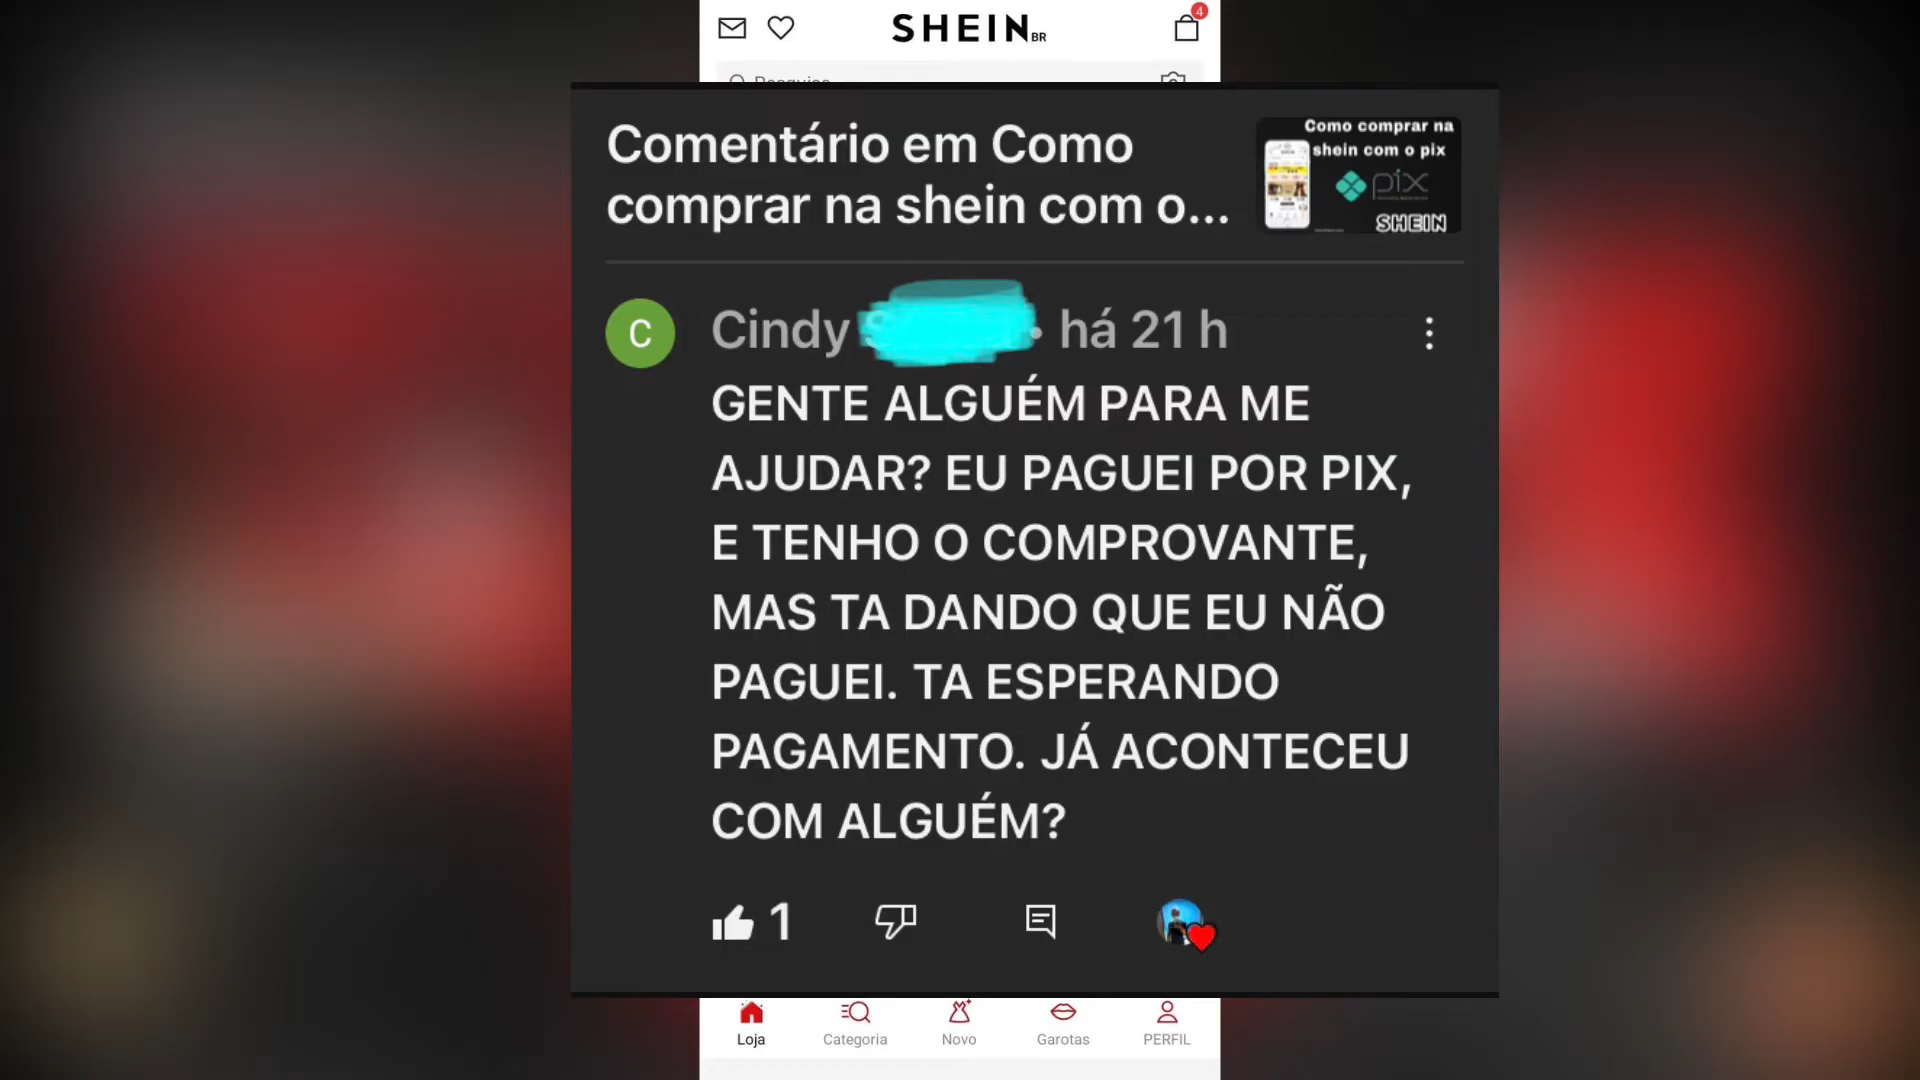 4
SHEIN BR
Pesquisa
Comentário em Como
comprar na shein com o...
Como comprar na
shein com o pix
pix
SHEIN
C
Cindy • há 21 h
GENTE ALGUÉM PARA ME
AJUDAR? EU PAGUEI POR PIX,
E TENHO O COMPROVANTE,
MAS TA DANDO QUE EU NÃO
PAGUEI. TA ESPERANDO
PAGAMENTO. JÁ ACONTECEU
COM ALGUÉM?
1
Loja
Categoria
Novo
Garotas
PERFIL